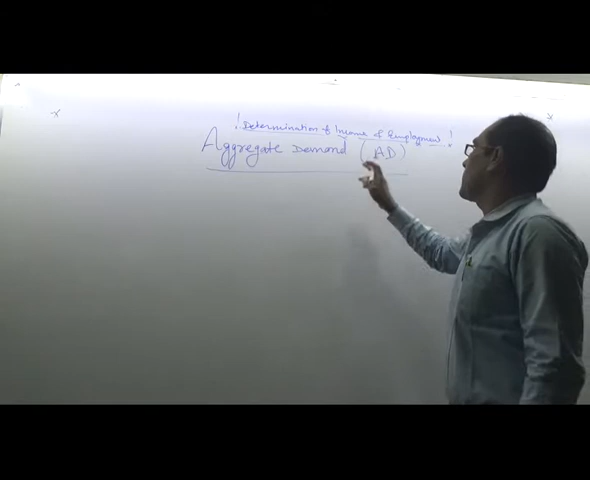 ! Determination of Income & Employment !
Aggregate Demand (AD)